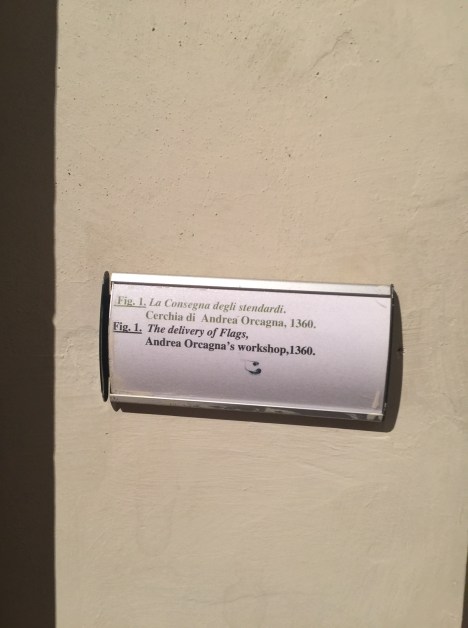 Fig. 1. La Consegna degli stendardi,
Cerchia di Andrea Orcagna, 1360.
Fig. 1. The delivery of Flags,
Andrea Orcagna's workshop,1360.